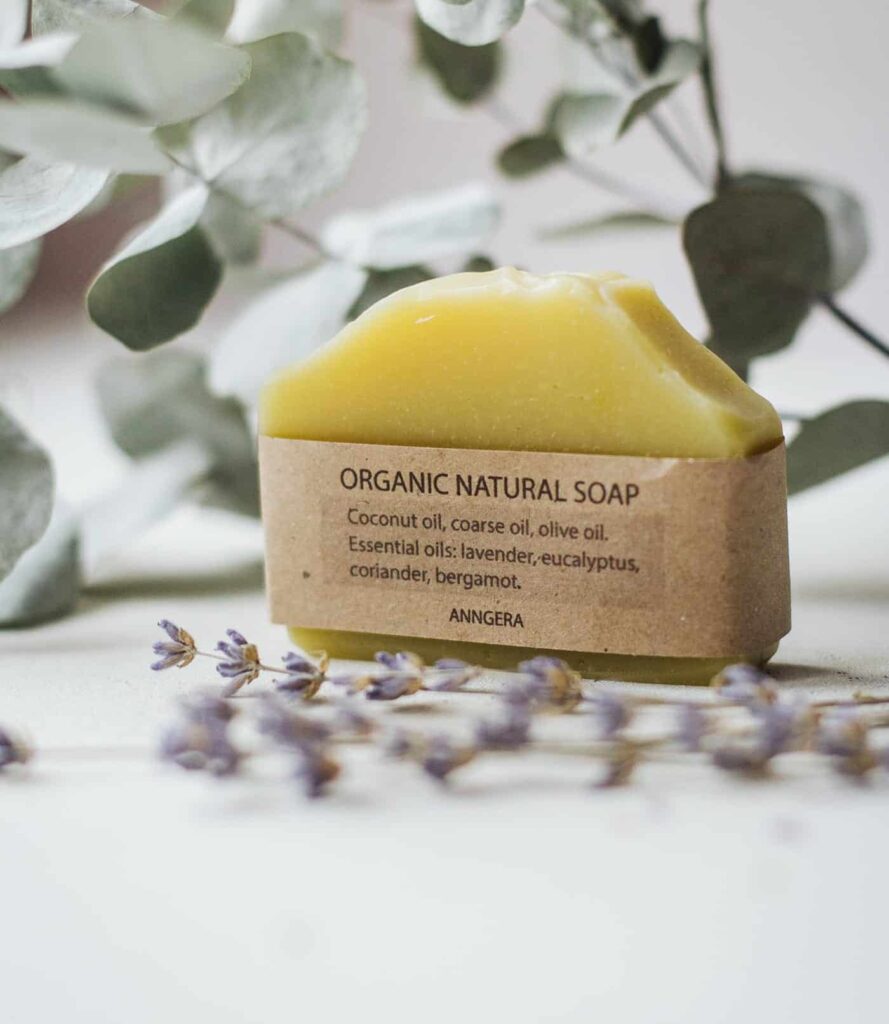 ORGANIC NATURAL SOAP
Coconut oil, coarse oil, olive oil.
Essential oils: lavender, eucalyptus,
coriander, bergamot.
ANNGERA